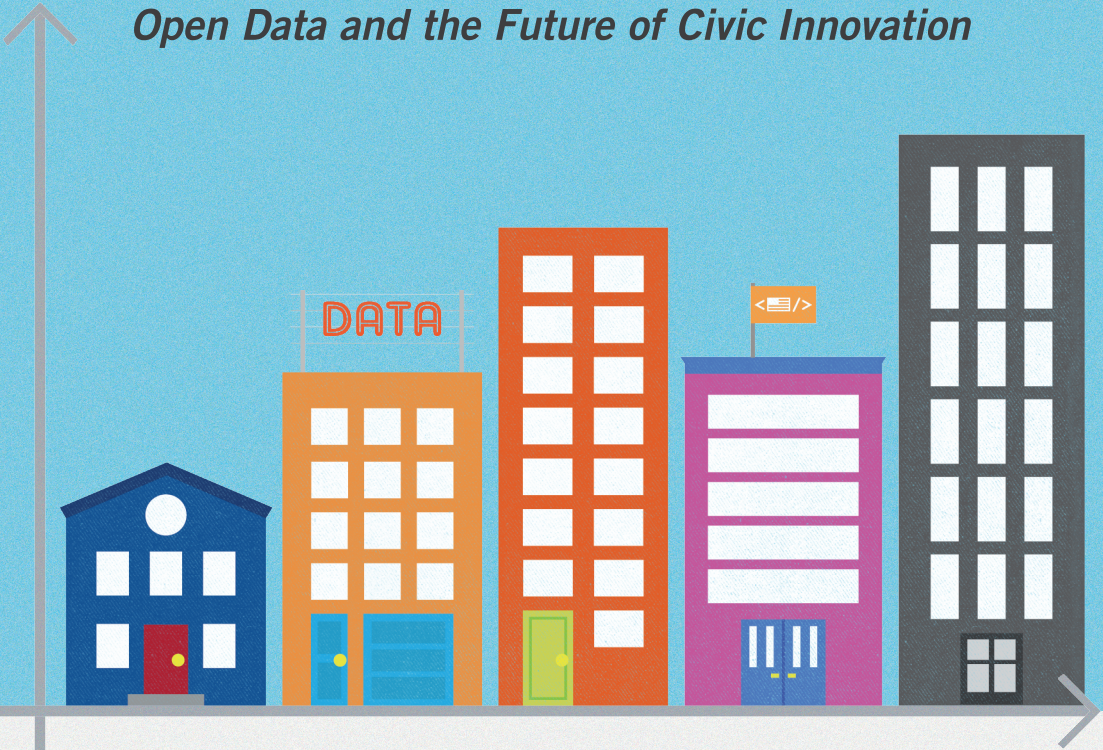 Open Data and the Future of Civic Innovation
DATA
< />